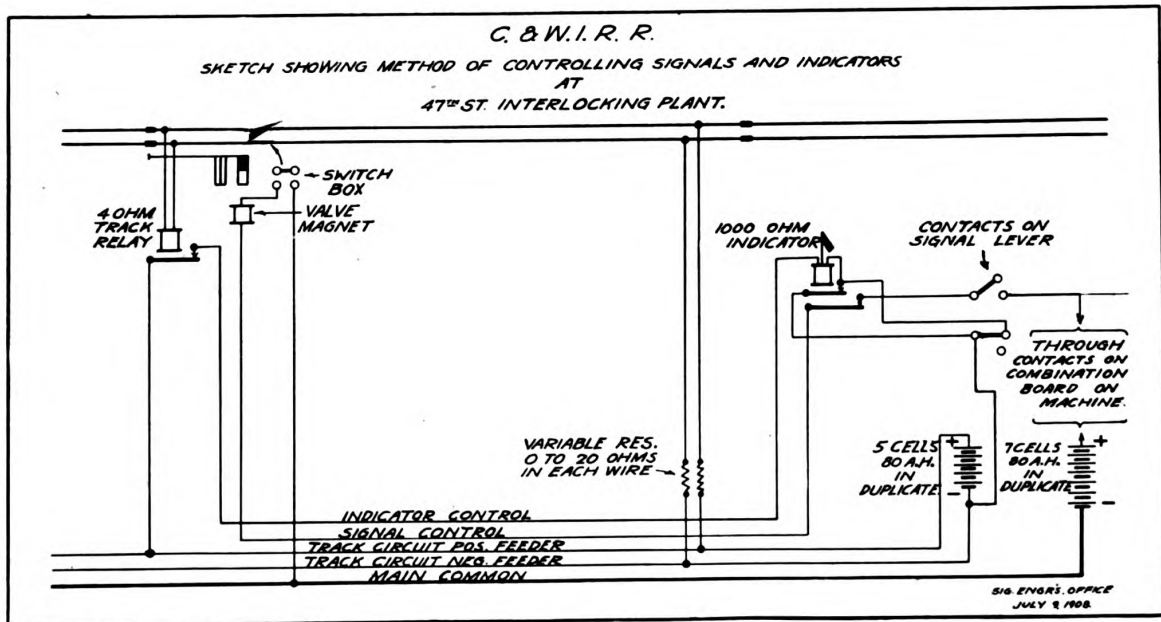 C. & W. I. R. R.
SKETCH SHOWING METHOD OF CONTROLLING SIGNALS AND INDICATORS
AT
47TH ST. INTERLOCKING PLANT.
SWITCH
BOX
VALVE
MAGNET
4 OHM
TRACK
RELAY
1000 OHM
INDICATOR
CONTACTS ON
SIGNAL LEVER
THROUGH
CONTACTS ON
COMBINATION
BOARD ON
MACHINE.
VARIABLE RES.
0 TO 20 OHMS
IN EACH WIRE
5 CELLS
80 A.H.
IN
DUPLICATE
+
-
7 CELLS
80 A.H.
IN
DUPLICATE
+
-
INDICATOR CONTROL
SIGNAL CONTROL
TRACK CIRCUIT POS. FEEDER
TRACK CIRCUIT NEG. FEEDER
MAIN COMMON
SIG. ENGR'S. OFFICE
JULY 9, 1908.